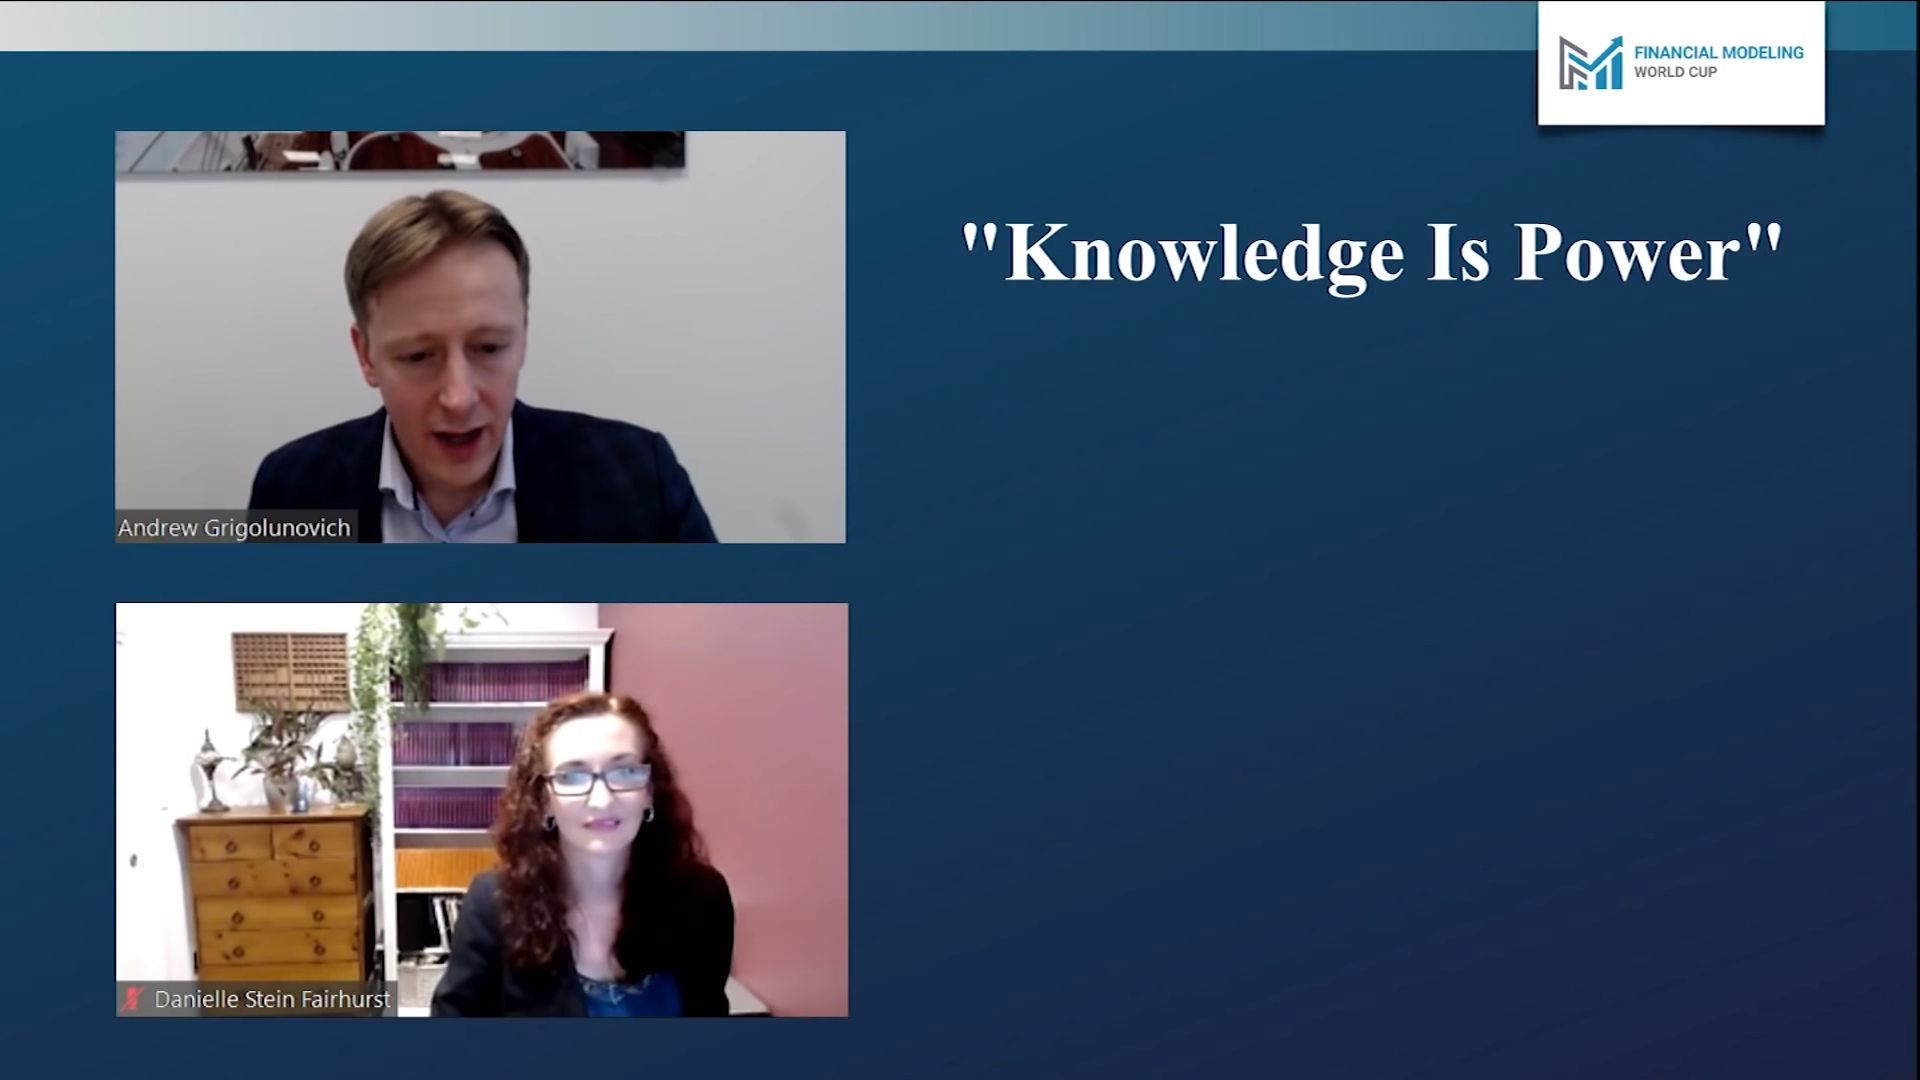 FINANCIAL MODELING
WORLD CUP
"Knowledge Is Power"
Andrew Grigolunovich
Danielle Stein Fairhurst